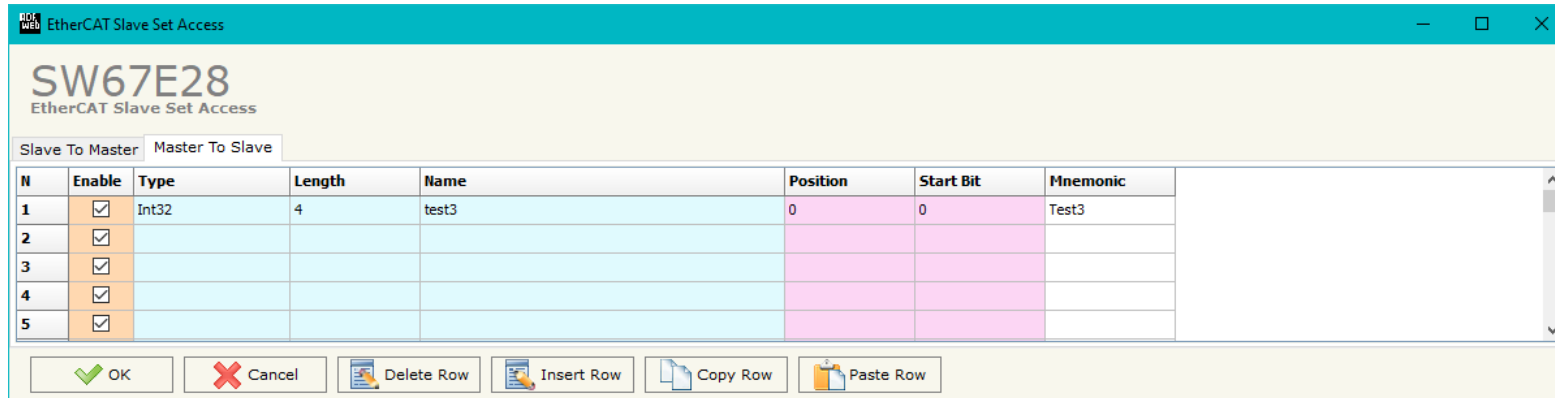 ADF WEB EtherCAT Slave Set Access
SW67E28
EtherCAT Slave Set Access
Slave To Master Master To Slave
N Enable Type Length Name Position Start Bit Mnemonic
1 Int32 4 test3 0 0 Test3
2
3
4
5
OK Cancel Delete Row Insert Row Copy Row Paste Row